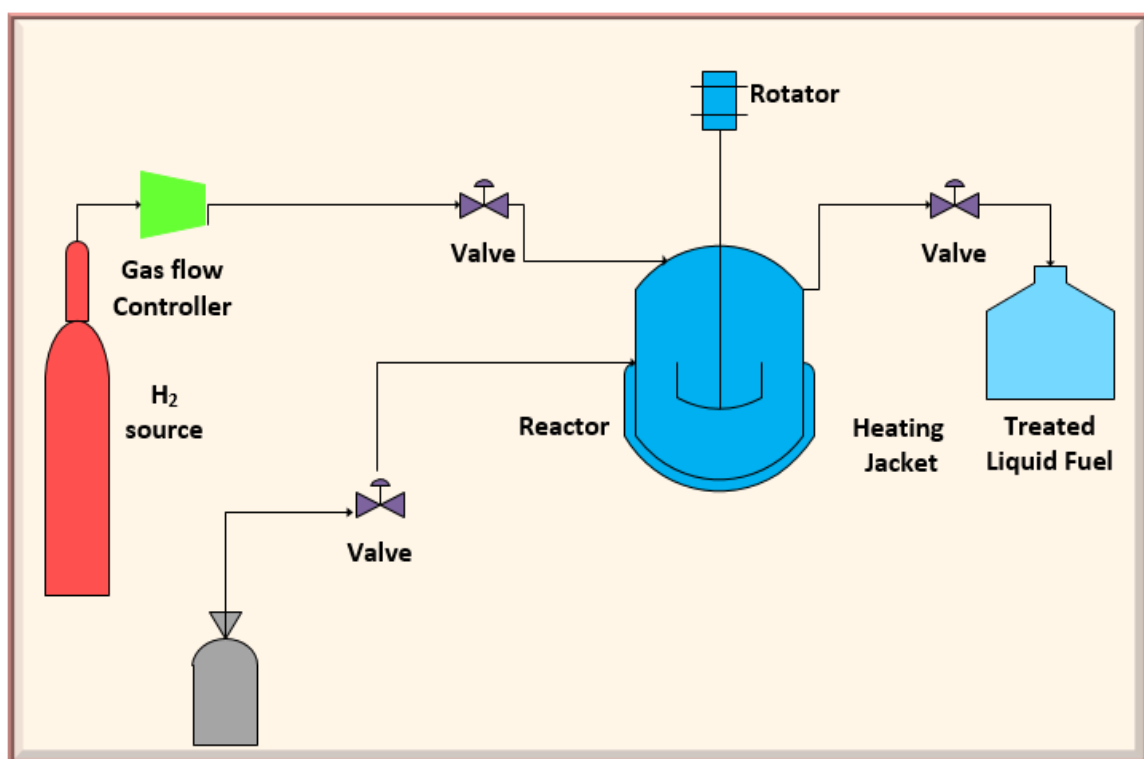 Rotator
Valve
Valve
Gas flow
Controller
H₂
source
Reactor
Heating
Jacket
Treated
Liquid Fuel
Valve